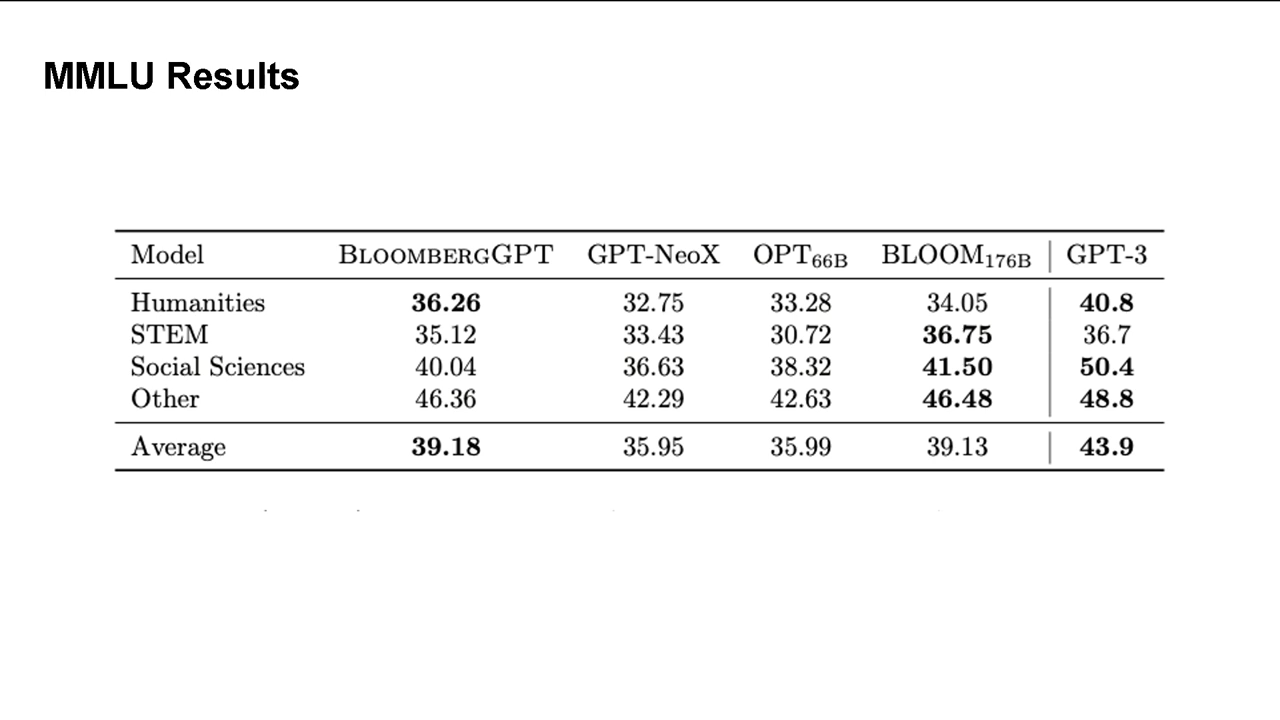 MMLU Results
Model BLOOMBERGGPT GPT-NeoX OPT66B BLOOM176B GPT-3
Humanities 36.26 32.75 33.28 34.05 40.8
STEM 35.12 33.43 30.72 36.75 36.7
Social Sciences 40.04 36.63 38.32 41.50 50.4
Other 46.36 42.29 42.63 46.48 48.8
Average 39.18 35.95 35.99 39.13 43.9